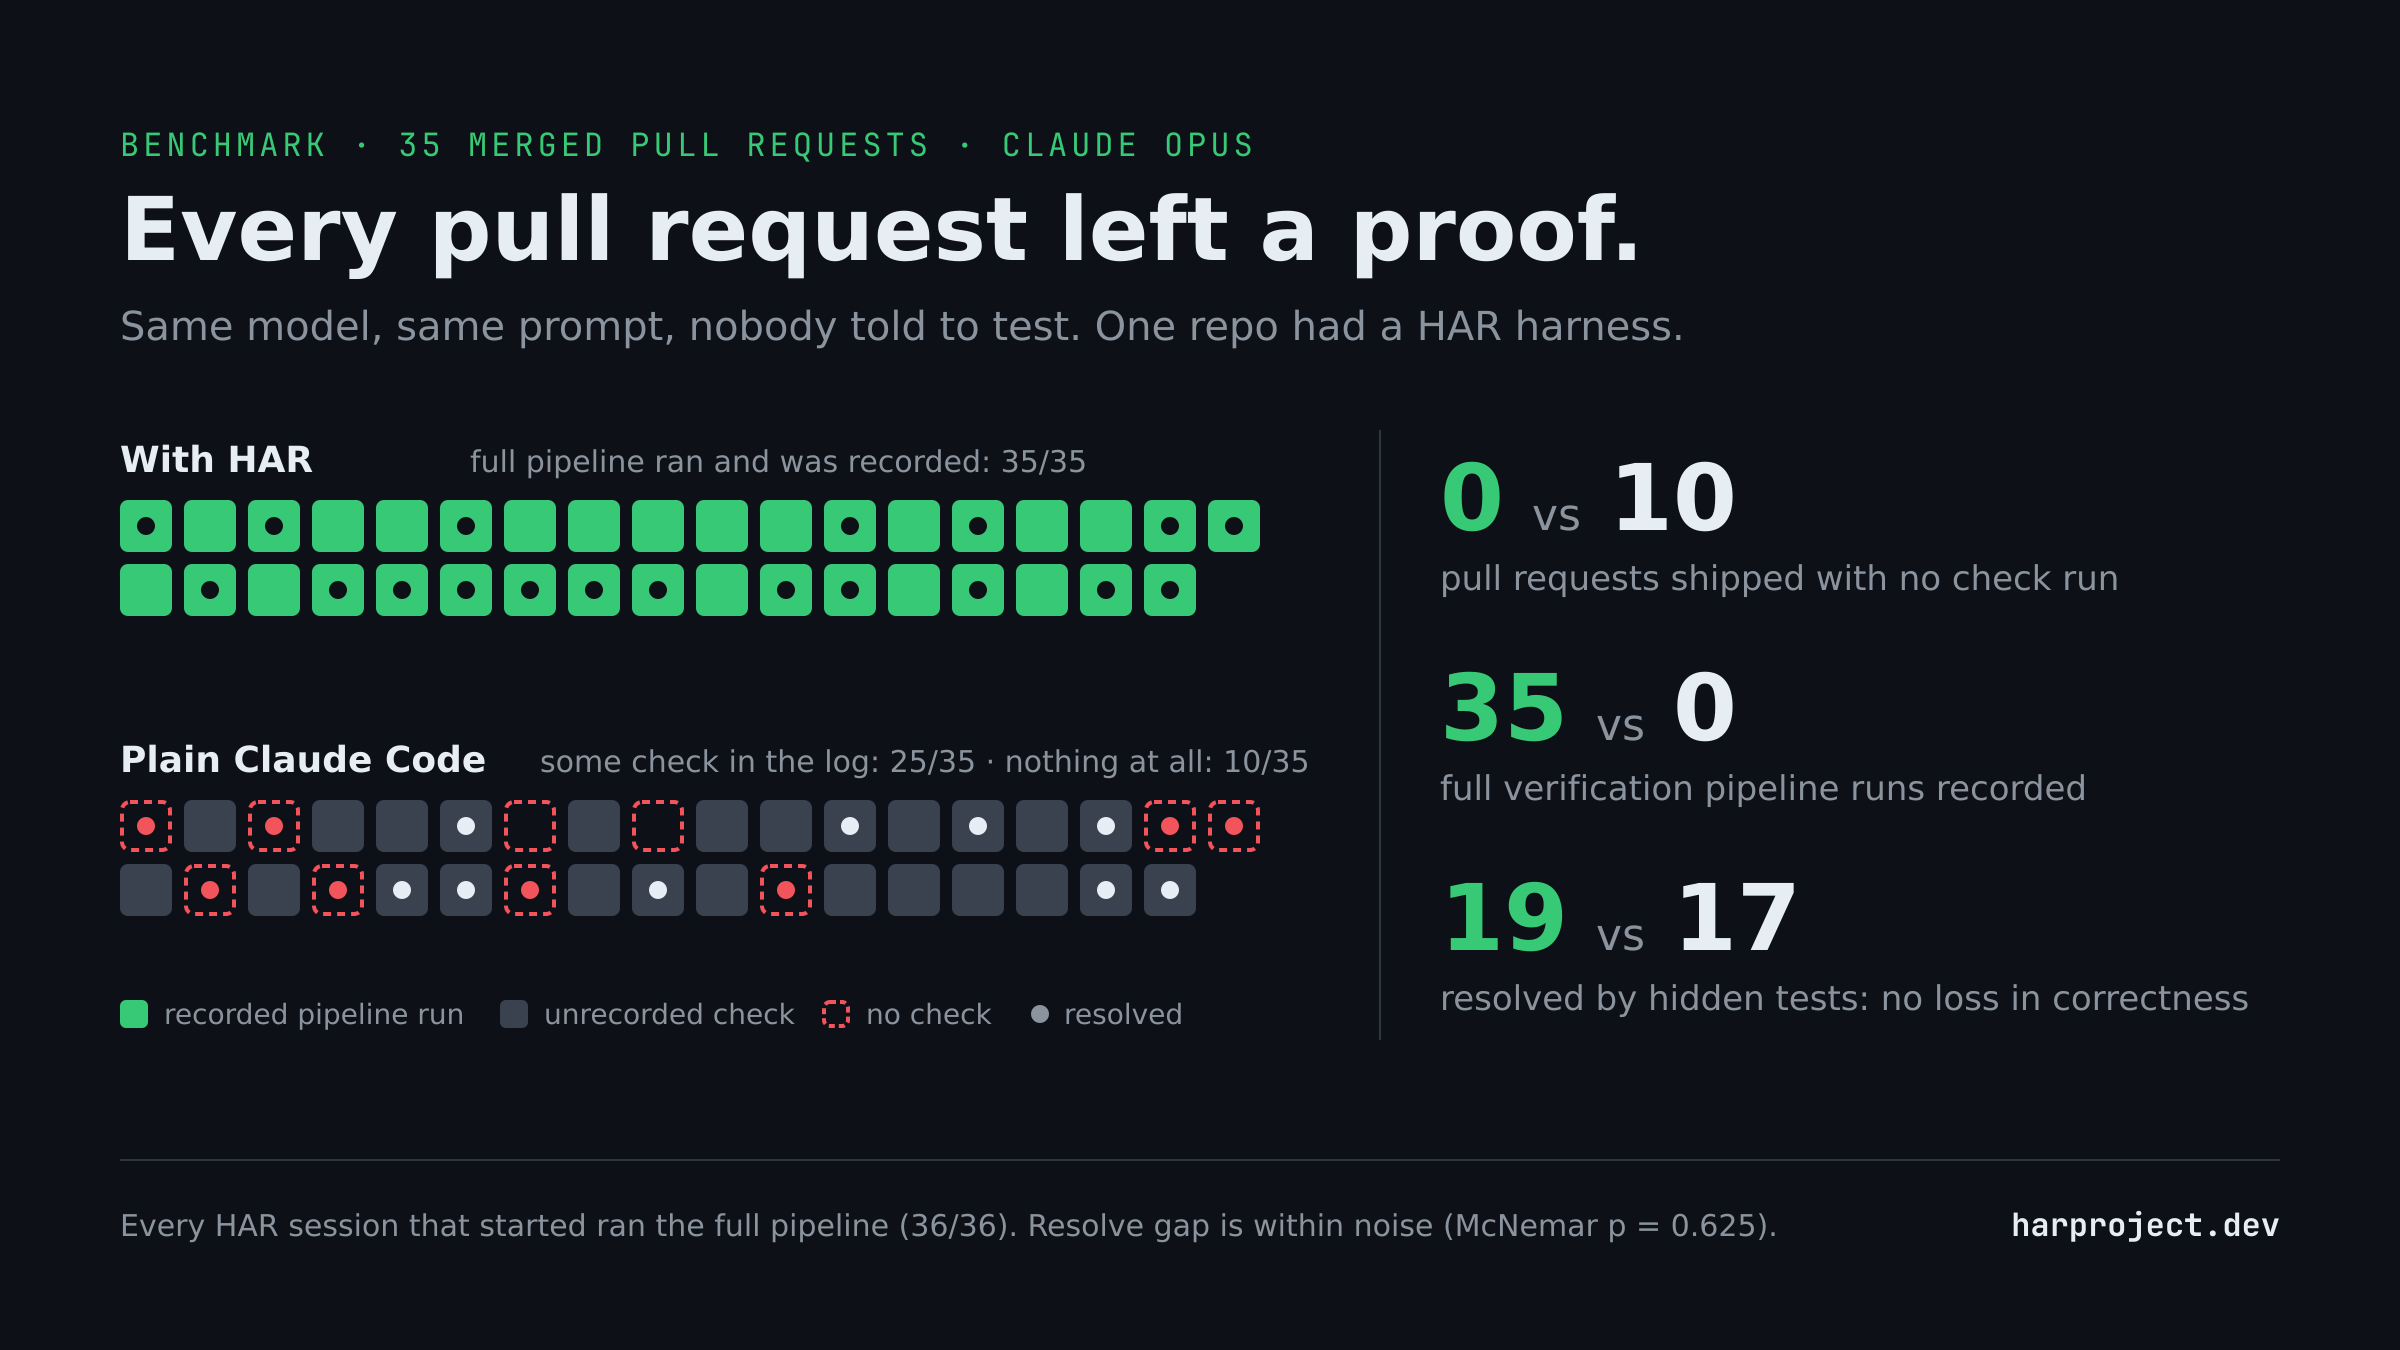 BENCHMARK · 35 MERGED PULL REQUESTS · CLAUDE OPUS
Every pull request left a proof.
Same model, same prompt, nobody told to test. One repo had a HAR harness.
With HAR full pipeline ran and was recorded: 35/35
Plain Claude Code some check in the log: 25/35 · nothing at all: 10/35
recorded pipeline run unrecorded check no check resolved
0 vs 10
pull requests shipped with no check run
35 vs 0
full verification pipeline runs recorded
19 vs 17
resolved by hidden tests: no loss in correctness
Every HAR session that started ran the full pipeline (36/36). Resolve gap is within noise (McNemar p = 0.625).
harproject.dev